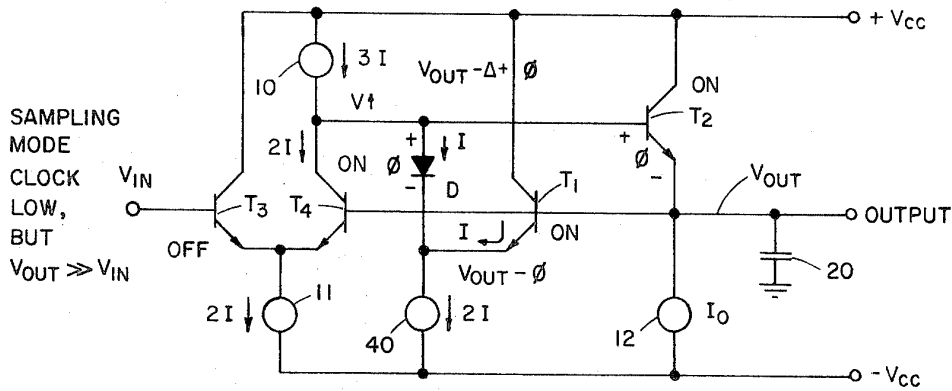 + Vcc
10
3 I
VOUT - Δ + Ø
ON
T2
V↑
SAMPLING
MODE
CLOCK
LOW,
BUT
VOUT ≫ VIN
VIN
2 I
ON
+
I
Ø
-
D
+
Ø
-
T3
T4
T1
VOUT
OUTPUT
OFF
I
ON
VOUT - Ø
20
2 I
11
40
2 I
12
IO
- Vcc